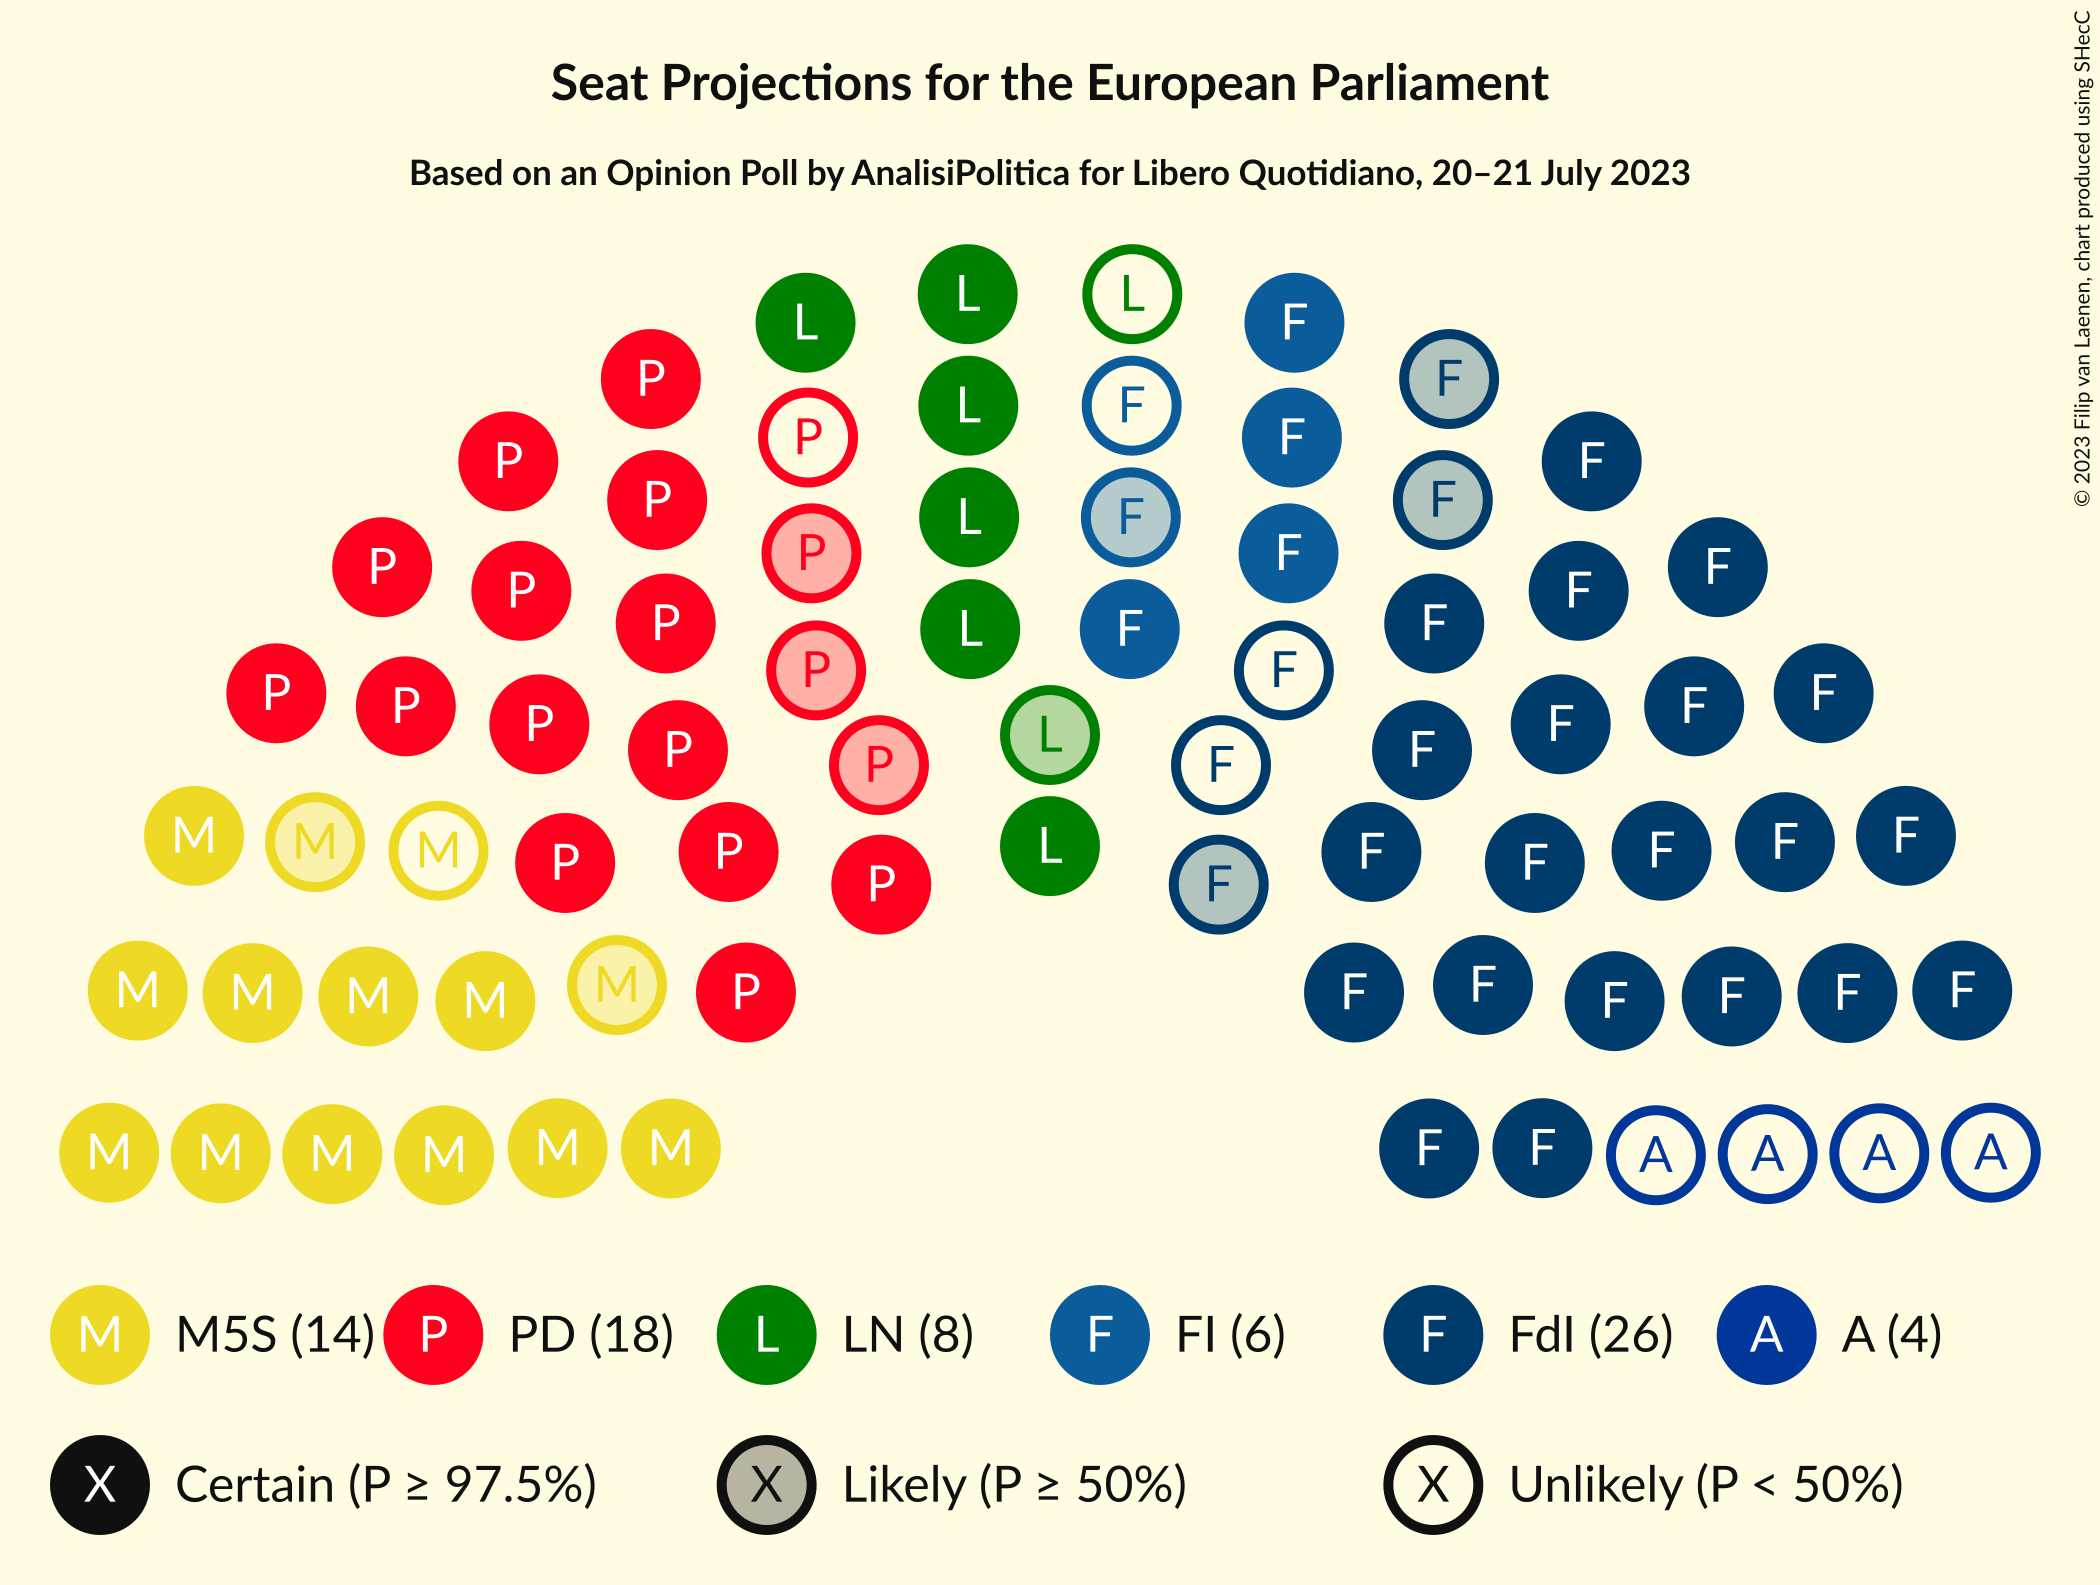 Seat Projections for the European Parliament
Based on an Opinion Poll by AnalisiPolitica for Libero Quotidiano, 20–21 July 2023
© 2023 Filip van Laenen, chart produced using SHecC
L L L F
P L F
P P L F F F
P P F F
P P L F F F
P P P L F F F F
P P P P P L F F F F F
M M M P P P L F F F F F F
M M M M M P F F F F F F
M M M M M M F F A A A A
M M5S (14) P PD (18) L LN (8) F FI (6) F FdI (26) A A (4)
X Certain (P ≥ 97.5%) X Likely (P ≥ 50%) X Unlikely (P < 50%)